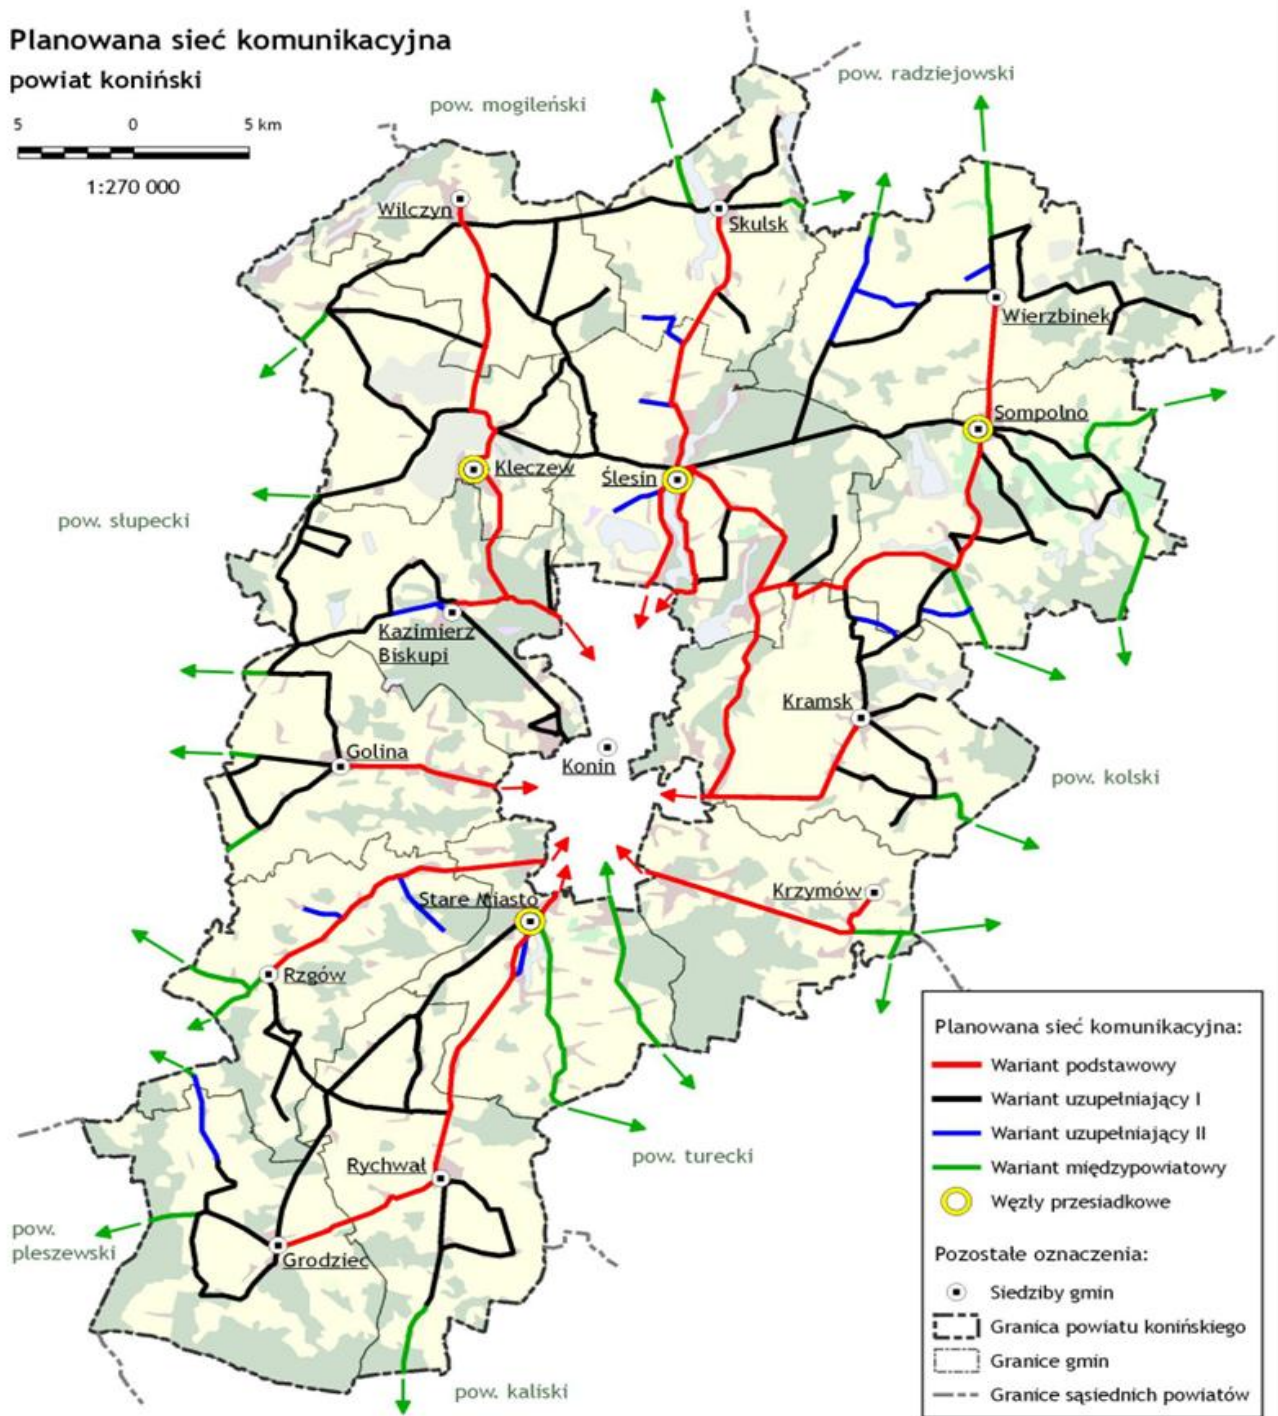 Planowana sieć komunikacyjna
powiat koniński
5 0 5 km
1:270 000
pow. mogileński
pow. radziejowski
Wilczyn
Skulsk
Wierzbinek
Sompolno
Kleczew
Ślesin
pow. słupecki
Kazimierz
Biskupi
Kramsk
Golina
Konin
pow. kolski
Krzymów
Stare Miasto
Rzgów
Rychwał
pow. turecki
pow.
pleszewski
Grodziec
pow. kaliski
Planowana sieć komunikacyjna:
Wariant podstawowy
Wariant uzupełniający I
Wariant uzupełniający II
Wariant międzypowiatowy
Węzły przesiadkowe
Pozostałe oznaczenia:
Siedziby gmin
Granica powiatu konińskiego
Granice gmin
Granice sąsiednich powiatów